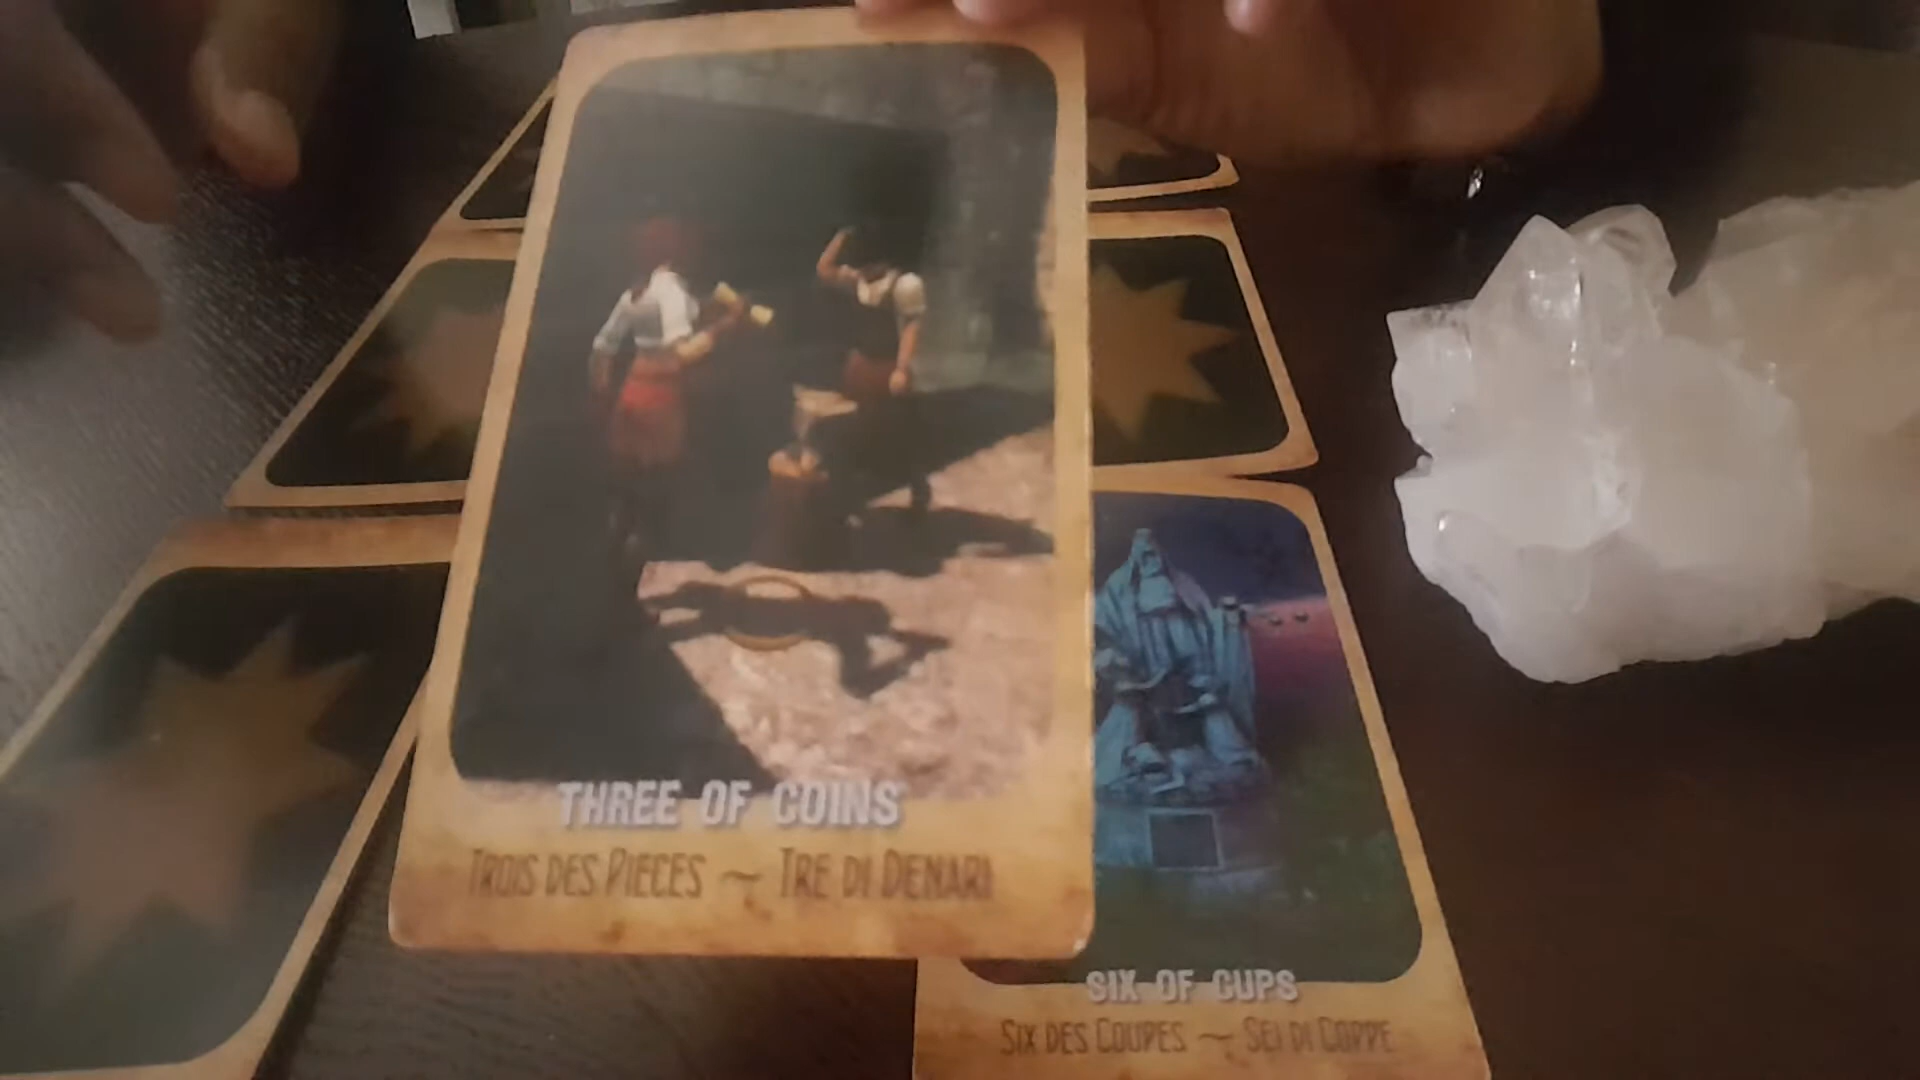 THREE OF COINS
TROIS DES PIECES ~ TRE DI DENARI
SIX OF CUPS
SIX DES COUPES ~ SEI DI COPPE